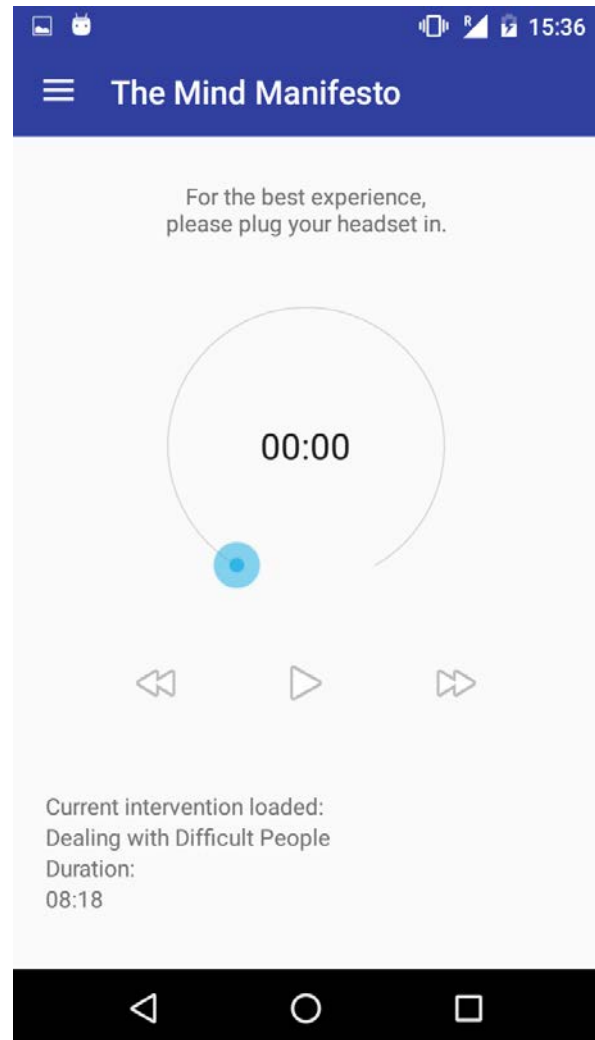 R 15:36
The Mind Manifesto
For the best experience,
please plug your headset in.
00:00
Current intervention loaded:
Dealing with Difficult People
Duration:
08:18